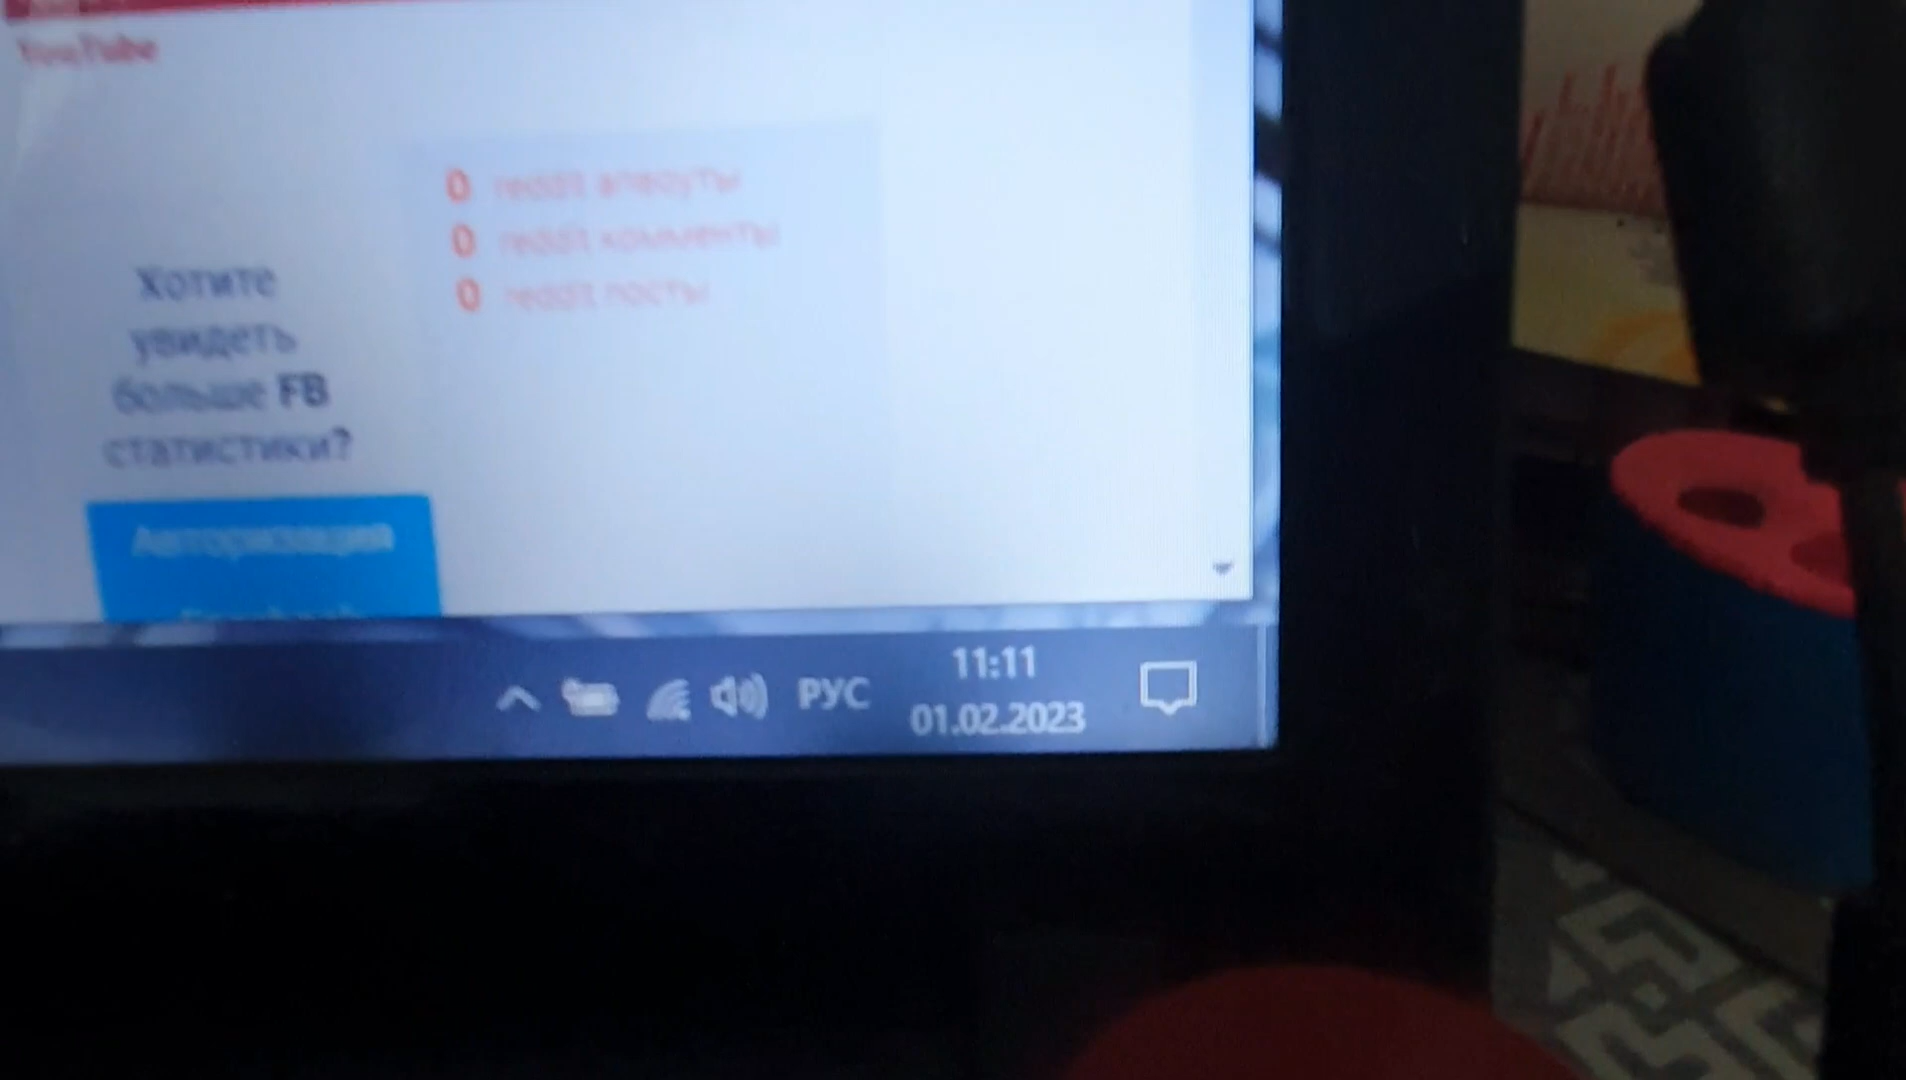 YouTube
0 reddit апвоуты
0 reddit комменты
0 reddit посты
Хотите
увидеть
больше FB
статистики?
Авторизация
РУС
11:11
01.02.2023